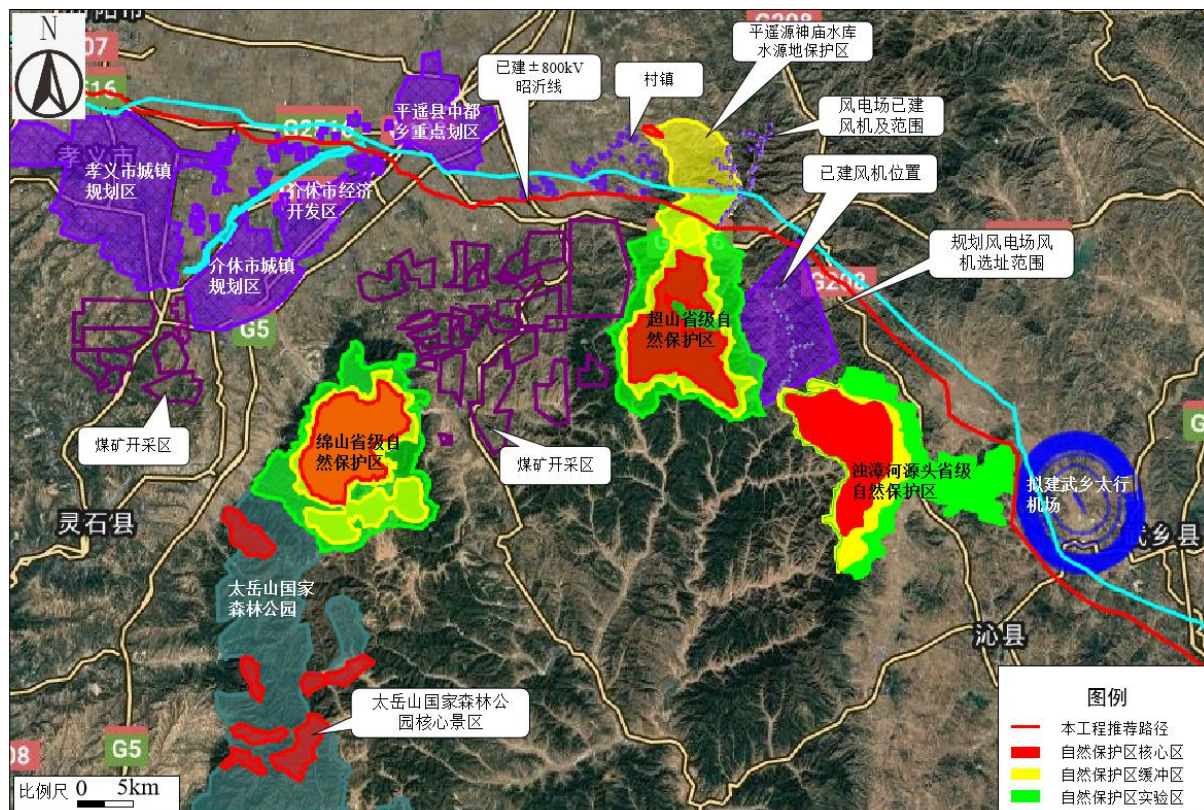 N
G208
07
G2516
G2516
已建±800kV
昭沂线
村镇
平遥源神庙水库
水源地保护区
风电场已建
风机及范围
平遥县中都
乡重点划区
孝义市
孝义市城镇
规划区
介休市经济
开发区
介休市城镇
规划区
已建风机位置
规划风电场风
机选址范围
G208
G5
超山省级自
然保护区
煤矿开采区
绵山省级自
然保护区
煤矿开采区
浊漳河源头省级
自然保护区
拟建武乡太行
机场
武乡县
灵石县
太岳山国家
森林公园
沁县
太岳山国家森林公
园核心景区
G5
08
比例尺 0 5km
图例
本工程推荐路径
自然保护区核心区
自然保护区缓冲区
自然保护区实验区